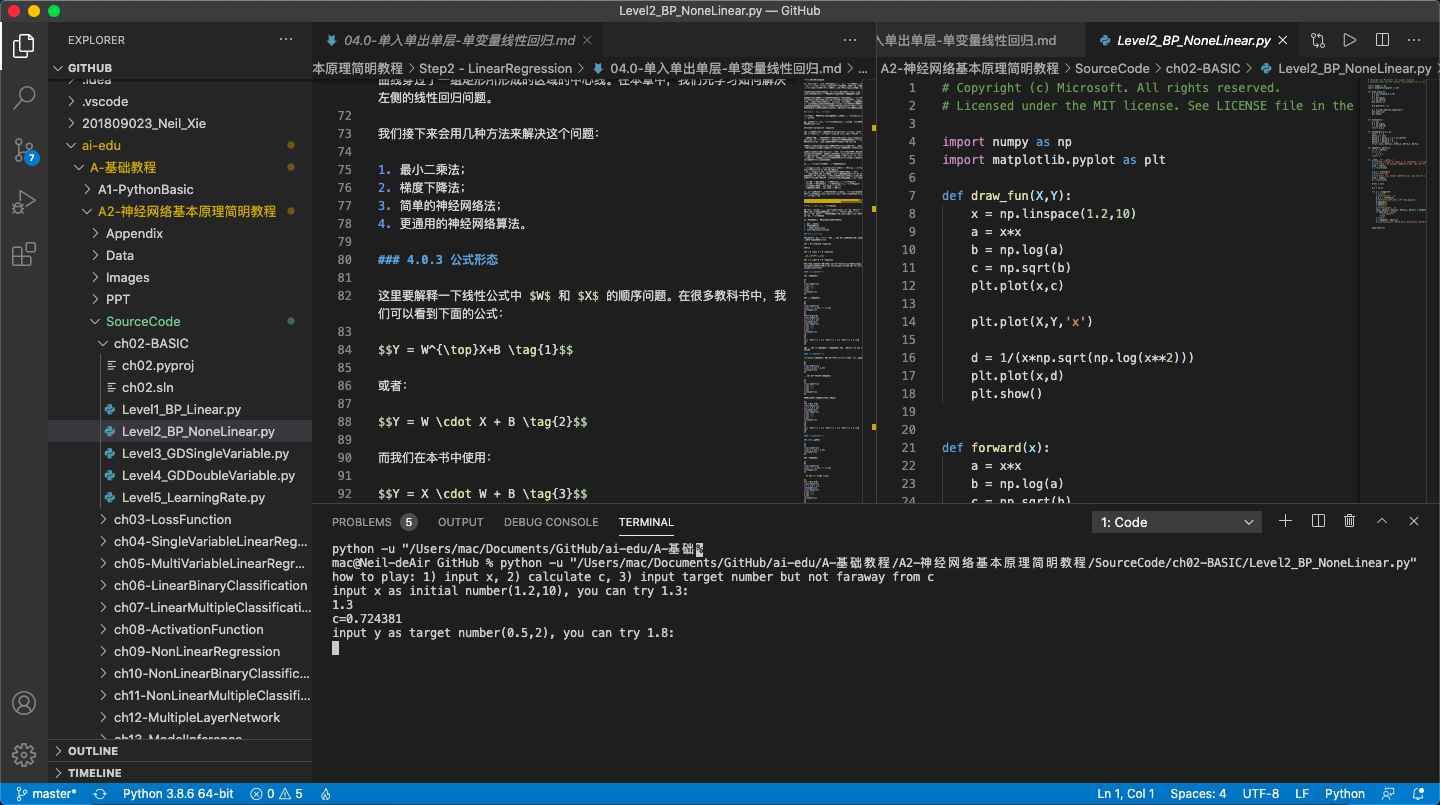 Level2_BP_NoneLinear.py — GitHub
EXPLORER
GITHUB
.idea
.vscode
201809023_Neil_Xie
ai-edu
A-基础教程
A1-PythonBasic
A2-神经网络基本原理简明教程
Appendix
Data
Images
PPT
SourceCode
ch02-BASIC
ch02.pyproj
ch02.sln
Level1_BP_Linear.py
Level2_BP_NoneLinear.py
Level3_GDSingleVariable.py
Level4_GDDoubleVariable.py
Level5_LearningRate.py
ch03-LossFunction
ch04-SingleVariableLinearReg...
ch05-MultiVariableLinearRegr...
ch06-LinearBinaryClassification
ch07-LinearMultipleClassificati...
ch08-ActivationFunction
ch09-NonLinearRegression
ch10-NonLinearBinaryClassific...
ch11-NonLinearMultipleClassifi...
ch12-MultipleLayerNetwork
ch13-ModelInference
OUTLINE
TIMELINE
7
04.0-单入单出单层-单变量线性回归.md
本原理简明教程 > Step2 - LinearRegression > 04.0-单入单出单层-单变量线性回归.md > ...
左侧的线性回归问题。
72
73 我们接下来会用几种方法来解决这个问题：
74
75 1. 最小二乘法；
76 2. 梯度下降法；
77 3. 简单的神经网络法；
78 4. 更通用的神经网络算法。
79
80 ### 4.0.3 公式形态
81
82 这里要解释一下线性公式中 $W$ 和 $X$ 的顺序问题。在很多教科书中，我
们可以看到下面的公式：
83
84 $$Y = W^{\top}X+B \tag{1}$$
85
86 或者：
87
88 $$Y = W \cdot X + B \tag{2}$$
89
90 而我们在本书中使用：
91
92 $$Y = X \cdot W + B \tag{3}$$
入单出单层-单变量线性回归.md
Level2_BP_NoneLinear.py
A2-神经网络基本原理简明教程 > SourceCode > ch02-BASIC > Level2_BP_NoneLinear.py >
1 # Copyright (c) Microsoft. All rights reserved.
2 # Licensed under the MIT license. See LICENSE file in the
3
4 import numpy as np
5 import matplotlib.pyplot as plt
6
7 def draw_fun(X,Y):
8 x = np.linspace(1.2,10)
9 a = x*x
10 b = np.log(a)
11 c = np.sqrt(b)
12 plt.plot(x,c)
13
14 plt.plot(X,Y,'x')
15
16 d = 1/(x*np.sqrt(np.log(x**2)))
17 plt.plot(x,d)
18 plt.show()
19
20
21 def forward(x):
22 a = x*x
23 b = np.log(a)
24 c = np.sqrt(b)
PROBLEMS 5 OUTPUT DEBUG CONSOLE TERMINAL
1: Code
python -u "/Users/mac/Documents/GitHub/ai-edu/A-基础
mac@Neil-deAir GitHub % python -u "/Users/mac/Documents/GitHub/ai-edu/A-基础教程/A2-神经网络基本原理简明教程/SourceCode/ch02-BASIC/Level2_BP_NoneLinear.py"
how to play: 1) input x, 2) calculate c, 3) input target number but not faraway from c
input x as initial number(1.2,10), you can try 1.3:
1.3
c=0.724381
input y as target number(0.5,2), you can try 1.8:
master* Python 3.8.6 64-bit 0 5
Ln 1, Col 1 Spaces: 4 UTF-8 LF Python